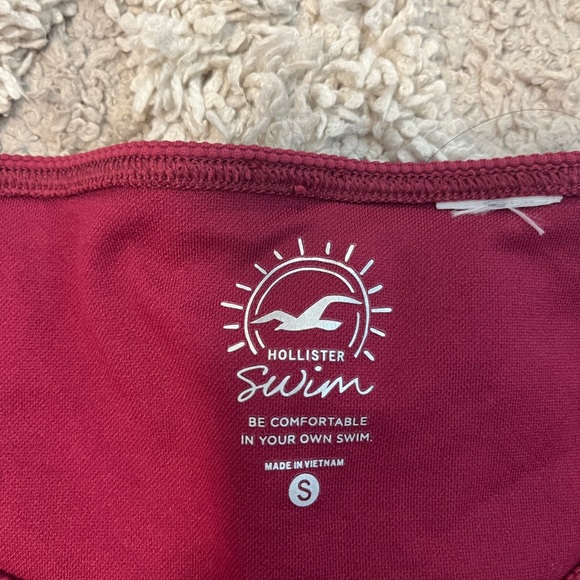 HOLLISTER
Swim
BE COMFORTABLE
IN YOUR OWN SWIM.
MADE IN VIETNAM
S